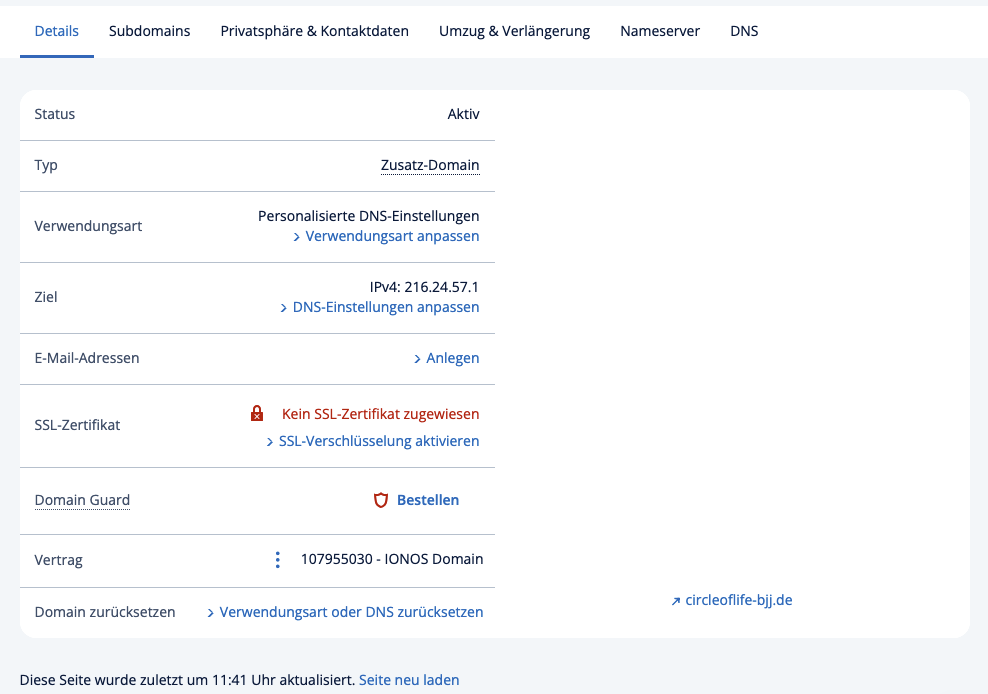 Details Subdomains Privatsphäre & Kontaktdaten Umzug & Verlängerung Nameserver DNS
Status Aktiv
Typ Zusatz-Domain
Verwendungsart Personalisierte DNS-Einstellungen
> Verwendungsart anpassen
Ziel IPv4: 216.24.57.1
> DNS-Einstellungen anpassen
E-Mail-Adressen > Anlegen
SSL-Zertifikat Kein SSL-Zertifikat zugewiesen
> SSL-Verschlüsselung aktivieren
Domain Guard Bestellen
Vertrag 107955030 - IONOS Domain
Domain zurücksetzen > Verwendungsart oder DNS zurücksetzen
circleoflife-bjj.de
Diese Seite wurde zuletzt um 11:41 Uhr aktualisiert. Seite neu laden